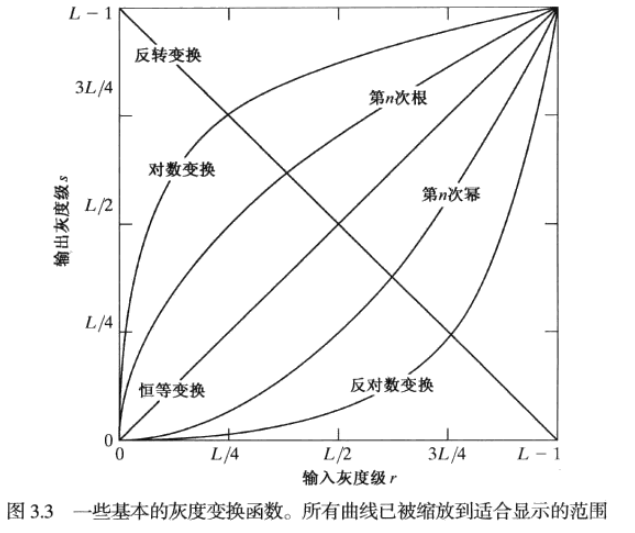 L − 1
反转变换
3L/4
第n次根
对数变换
第n次幂
L/2
输出灰度级 s
L/4
恒等变换
反对数变换
0
0 L/4 L/2 3L/4 L − 1
输入灰度级 r
图 3.3 一些基本的灰度变换函数。所有曲线已被缩放到适合显示的范围